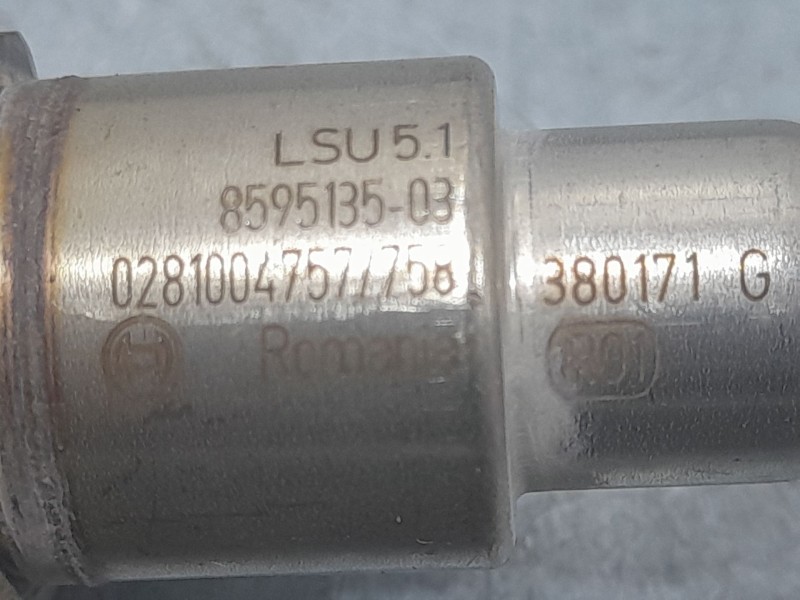 LSU 5.1
8595135-03
0281004757/758
380171 G
Romania